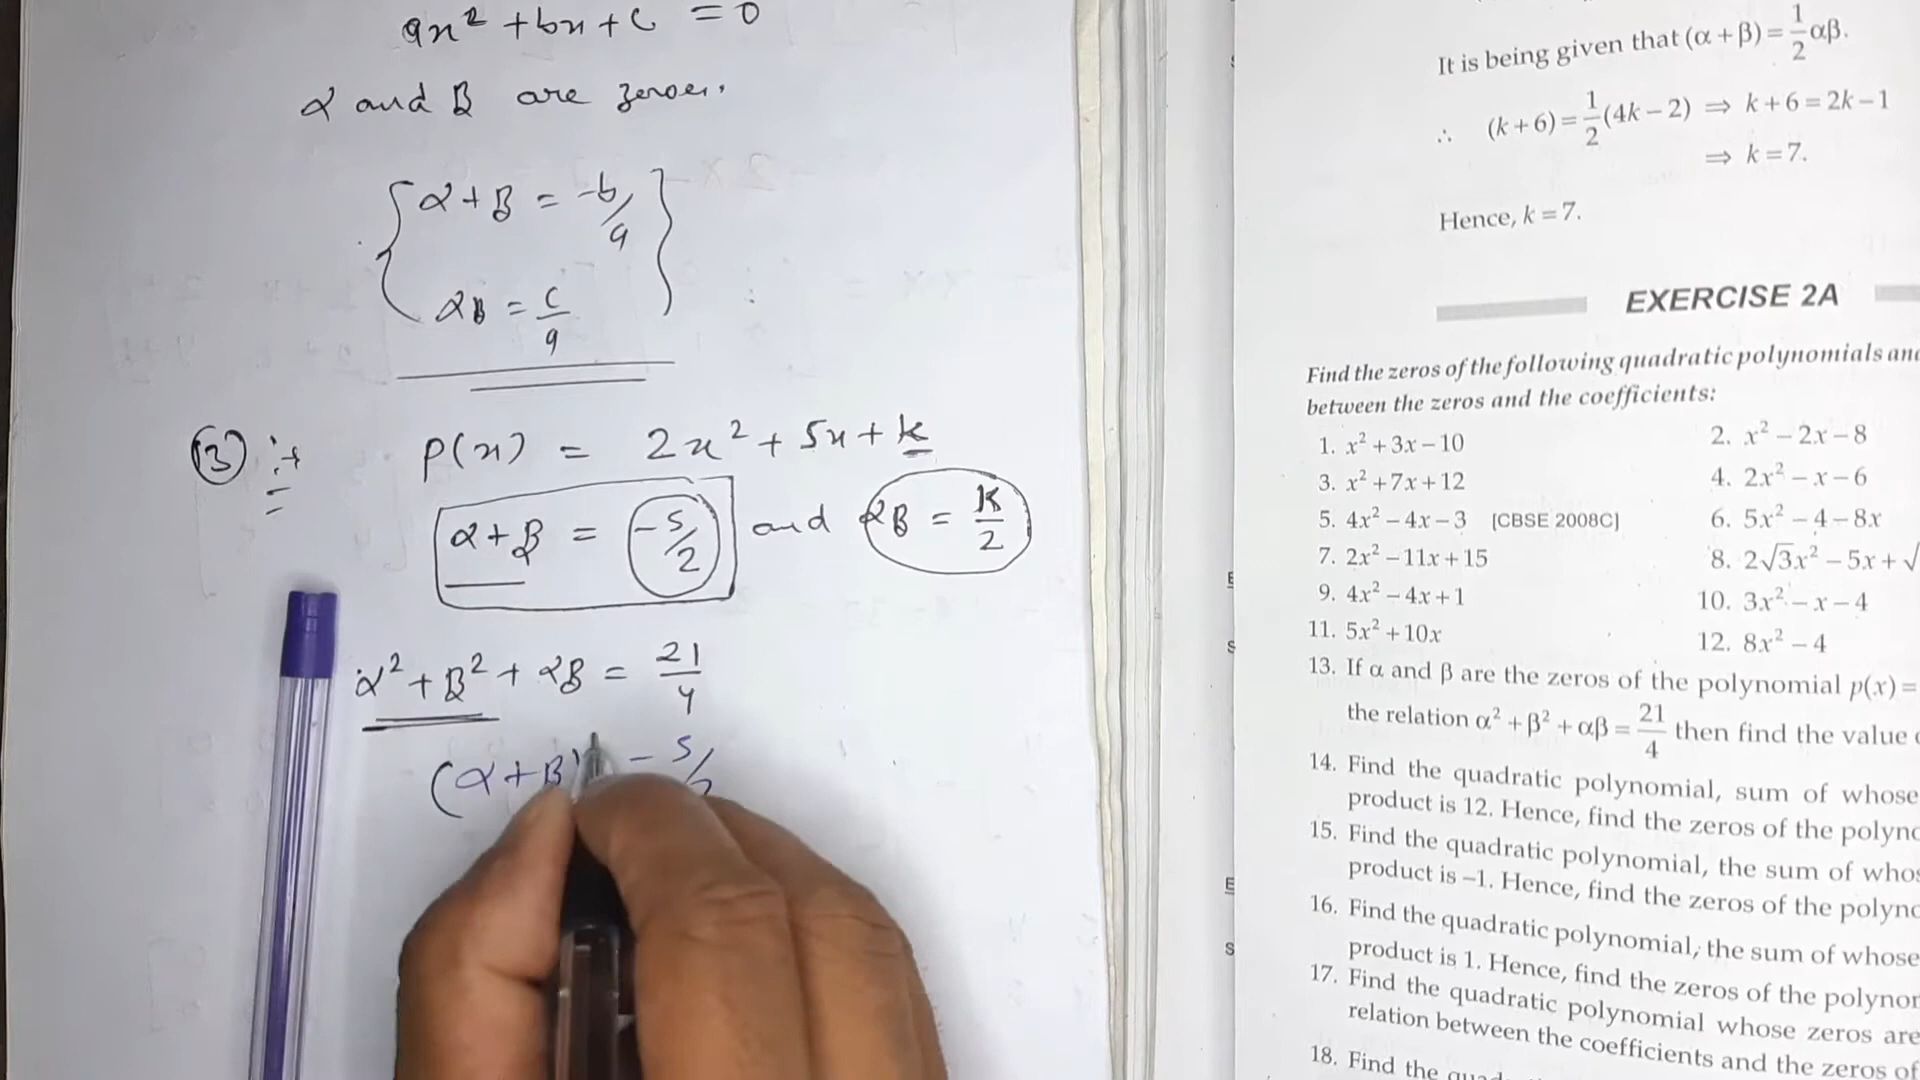 ax² + bx + c = 0
α and β are zeroes.
α + β = -b/a
αβ = c/a
(3) :+ p(x) = 2x² + 5x + k
α + β = -5/2 and αβ = k/2
α² + β² + αβ = 21/4
(α + β) - 5/2
It is being given that (α + β) = 1/2 αβ.
∴ (k + 6) = 1/2 (4k − 2) ⇒ k + 6 = 2k − 1
⇒ k = 7.
Hence, k = 7.
EXERCISE 2A
Find the zeros of the following quadratic polynomials and
between the zeros and the coefficients:
1. x² + 3x − 10 2. x² − 2x − 8
3. x² + 7x + 12 4. 2x² − x − 6
5. 4x² − 4x − 3 [CBSE 2008C] 6. 5x² − 4 − 8x
7. 2x² − 11x + 15 8. 2√3x² − 5x + √
9. 4x² − 4x + 1 10. 3x² − x − 4
11. 5x² + 10x 12. 8x² − 4
13. If α and β are the zeros of the polynomial p(x) =
the relation α² + β² + αβ = 21/4 then find the value
14. Find the quadratic polynomial, sum of whose
product is 12. Hence, find the zeros of the polyno
15. Find the quadratic polynomial, the sum of whos
product is −1. Hence, find the zeros of the polyno
16. Find the quadratic polynomial, the sum of whose
product is 1. Hence, find the zeros of the polynor
17. Find the quadratic polynomial whose zeros are
relation between the coefficients and the zeros of
18. Find the